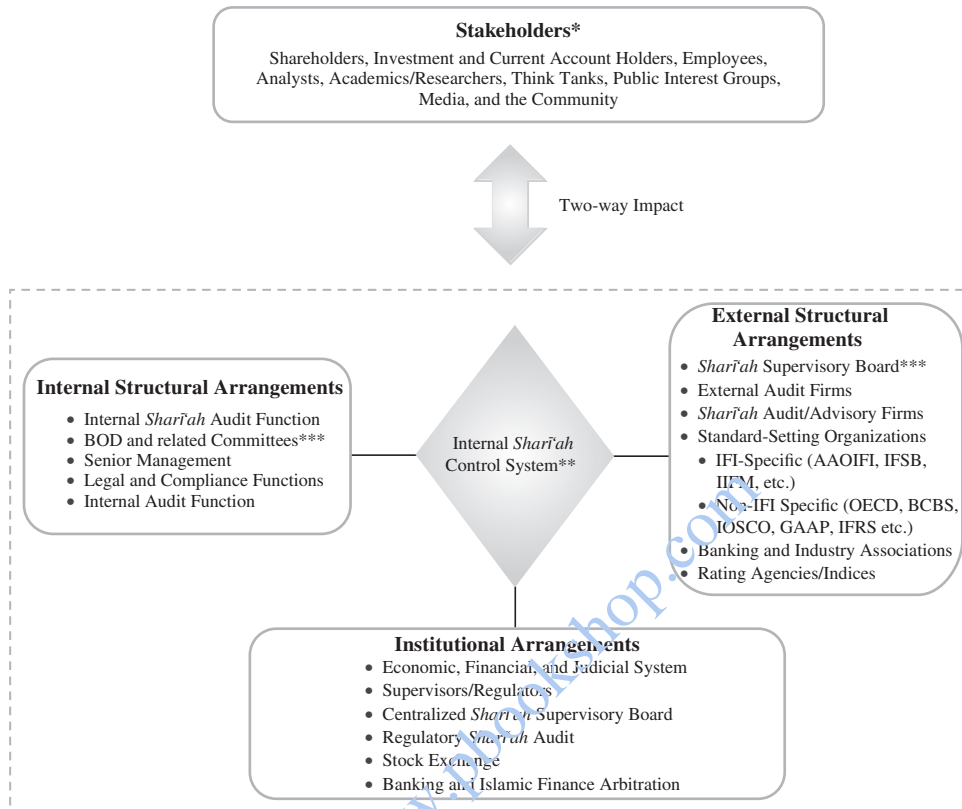 Stakeholders*
Shareholders, Investment and Current Account Holders, Employees,
Analysts, Academics/Researchers, Think Tanks, Public Interest Groups,
Media, and the Community
Two-way Impact
Internal Structural Arrangements
• Internal Sharī‘ah Audit Function
• BOD and related Committees***
• Senior Management
• Legal and Compliance Functions
• Internal Audit Function
Internal Sharī‘ah
Control System**
External Structural
Arrangements
• Sharī‘ah Supervisory Board***
• External Audit Firms
• Sharī‘ah Audit/Advisory Firms
• Standard-Setting Organizations
• IFI-Specific (AAOIFI, IFSB,
IIFM, etc.)
• Non-IFI Specific (OECD, BCBS,
IOSCO, GAAP, IFRS etc.)
• Banking and Industry Associations
• Rating Agencies/Indices
Institutional Arrangements
• Economic, Financial, and Judicial System
• Supervisors/Regulators
• Centralized Sharī‘ah Supervisory Board
• Regulatory Sharī‘ah Audit
• Stock Exchange
• Banking and Islamic Finance Arbitration
www.pbookshop.com